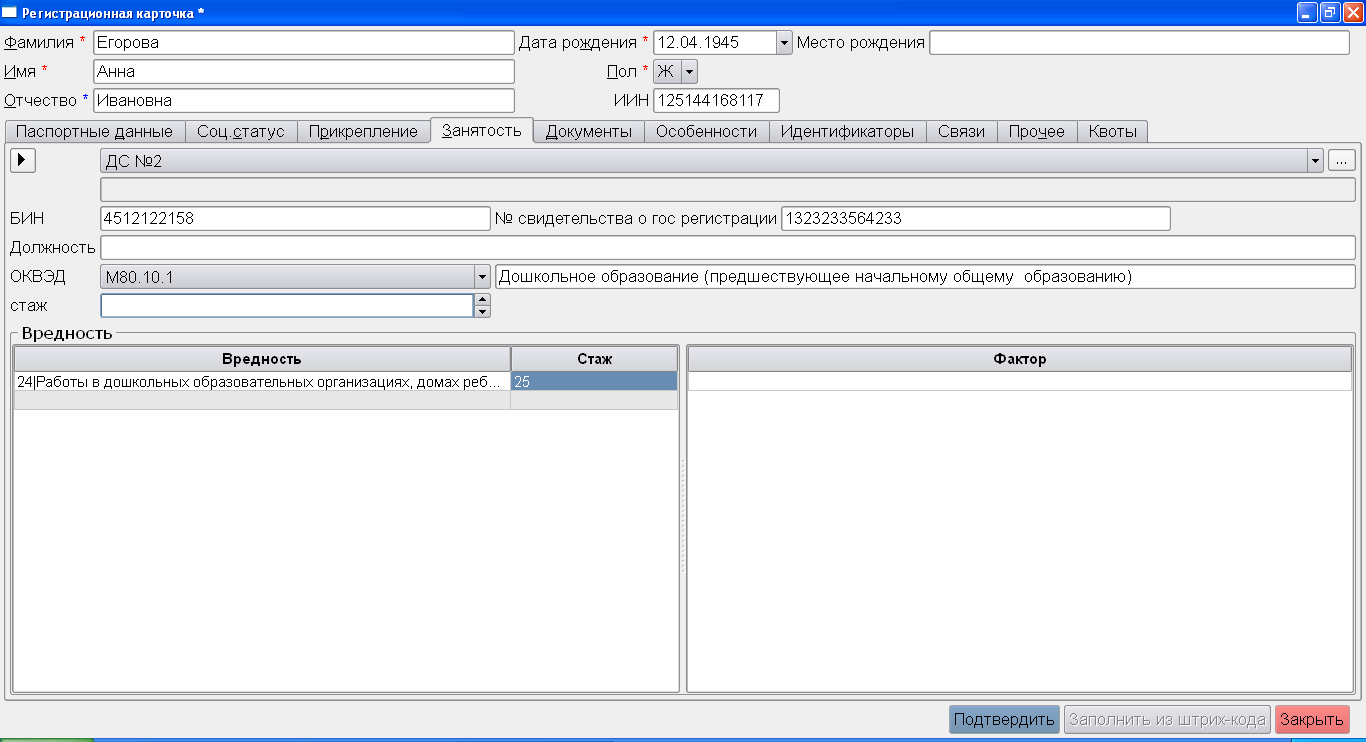 Регистрационная карточка *
Фамилия * Егорова Дата рождения * 12.04.1945 Место рождения
Имя * Анна Пол * Ж
Отчество * Ивановна ИИН 125144168117
Паспортные данные Соц.статус Прикрепление Занятость Документы Особенности Идентификаторы Связи Прочее Квоты
ДС №2 ...
БИН 4512122158 № свидетельства о гос регистрации 1323233564233
Должность
ОКВЭД М80.10.1 Дошкольное образование (предшествующее начальному общему образованию)
стаж
Вредность
Вредность Стаж Фактор
24|Работы в дошкольных образовательных организациях, домах реб... 25
Подтвердить Заполнить из штрих-кода Закрыть